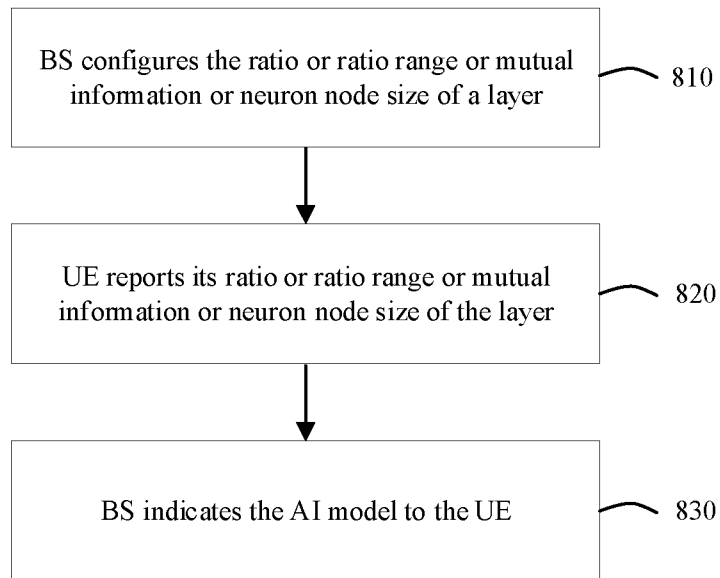 BS configures the ratio or ratio range or mutual
information or neuron node size of a layer
810
UE reports its ratio or ratio range or mutual
information or neuron node size of the layer
820
BS indicates the AI model to the UE
830